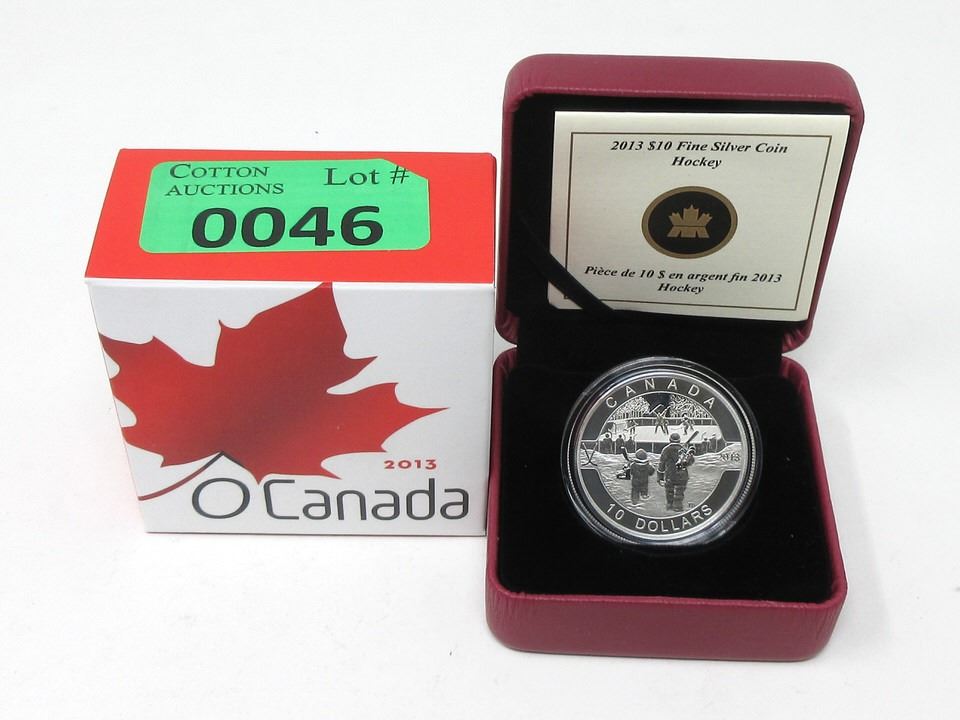 COTTON
AUCTIONS
Lot #
0046
2013
O Canada
2013 $10 Fine Silver Coin
Hockey
Pièce de 10 $ en argent fin 2013
Hockey
CANADA
2013
10 DOLLARS